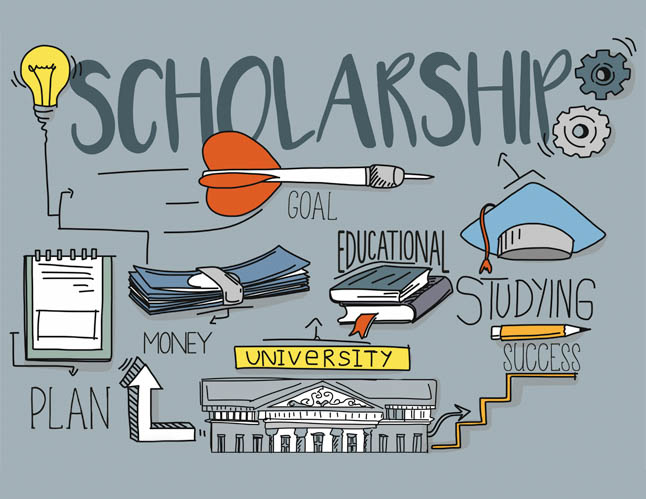 SCHOLARSHIP
GOAL
EDUCATIONAL
STUDYING
MONEY
UNIVERSITY
SUCCESS
PLAN